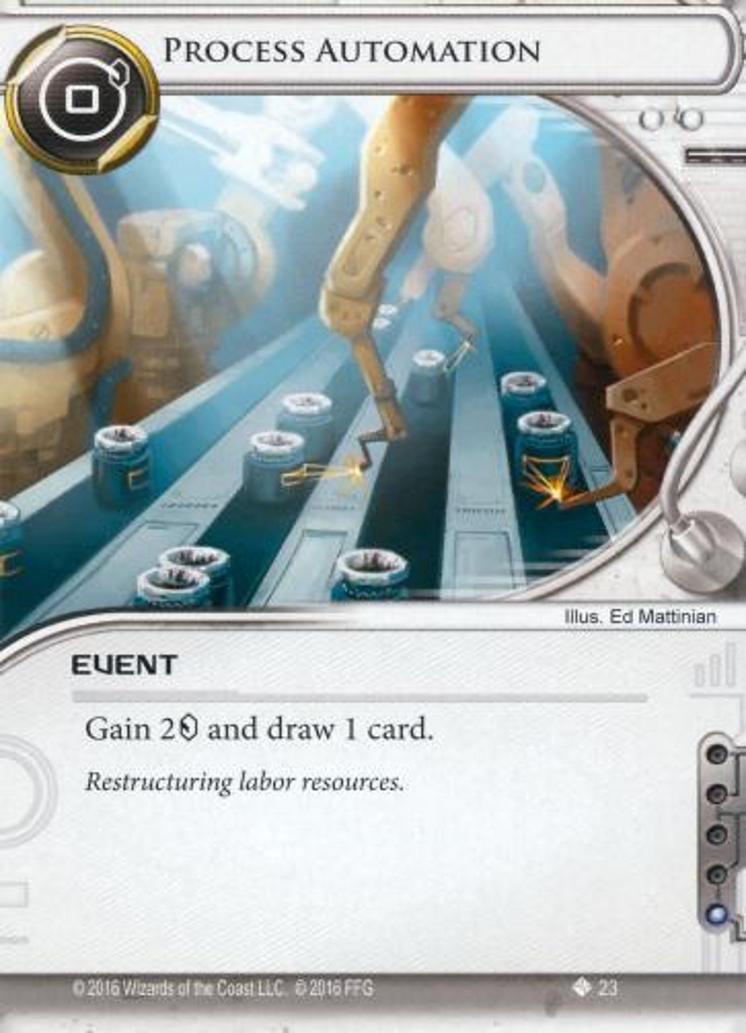 PROCESS AUTOMATION
0
Illus. Ed Mattinian
EVENT
Gain 2 and draw 1 card.
Restructuring labor resources.
© 2016 Wizards of the Coast LLC. © 2016 FFG 23